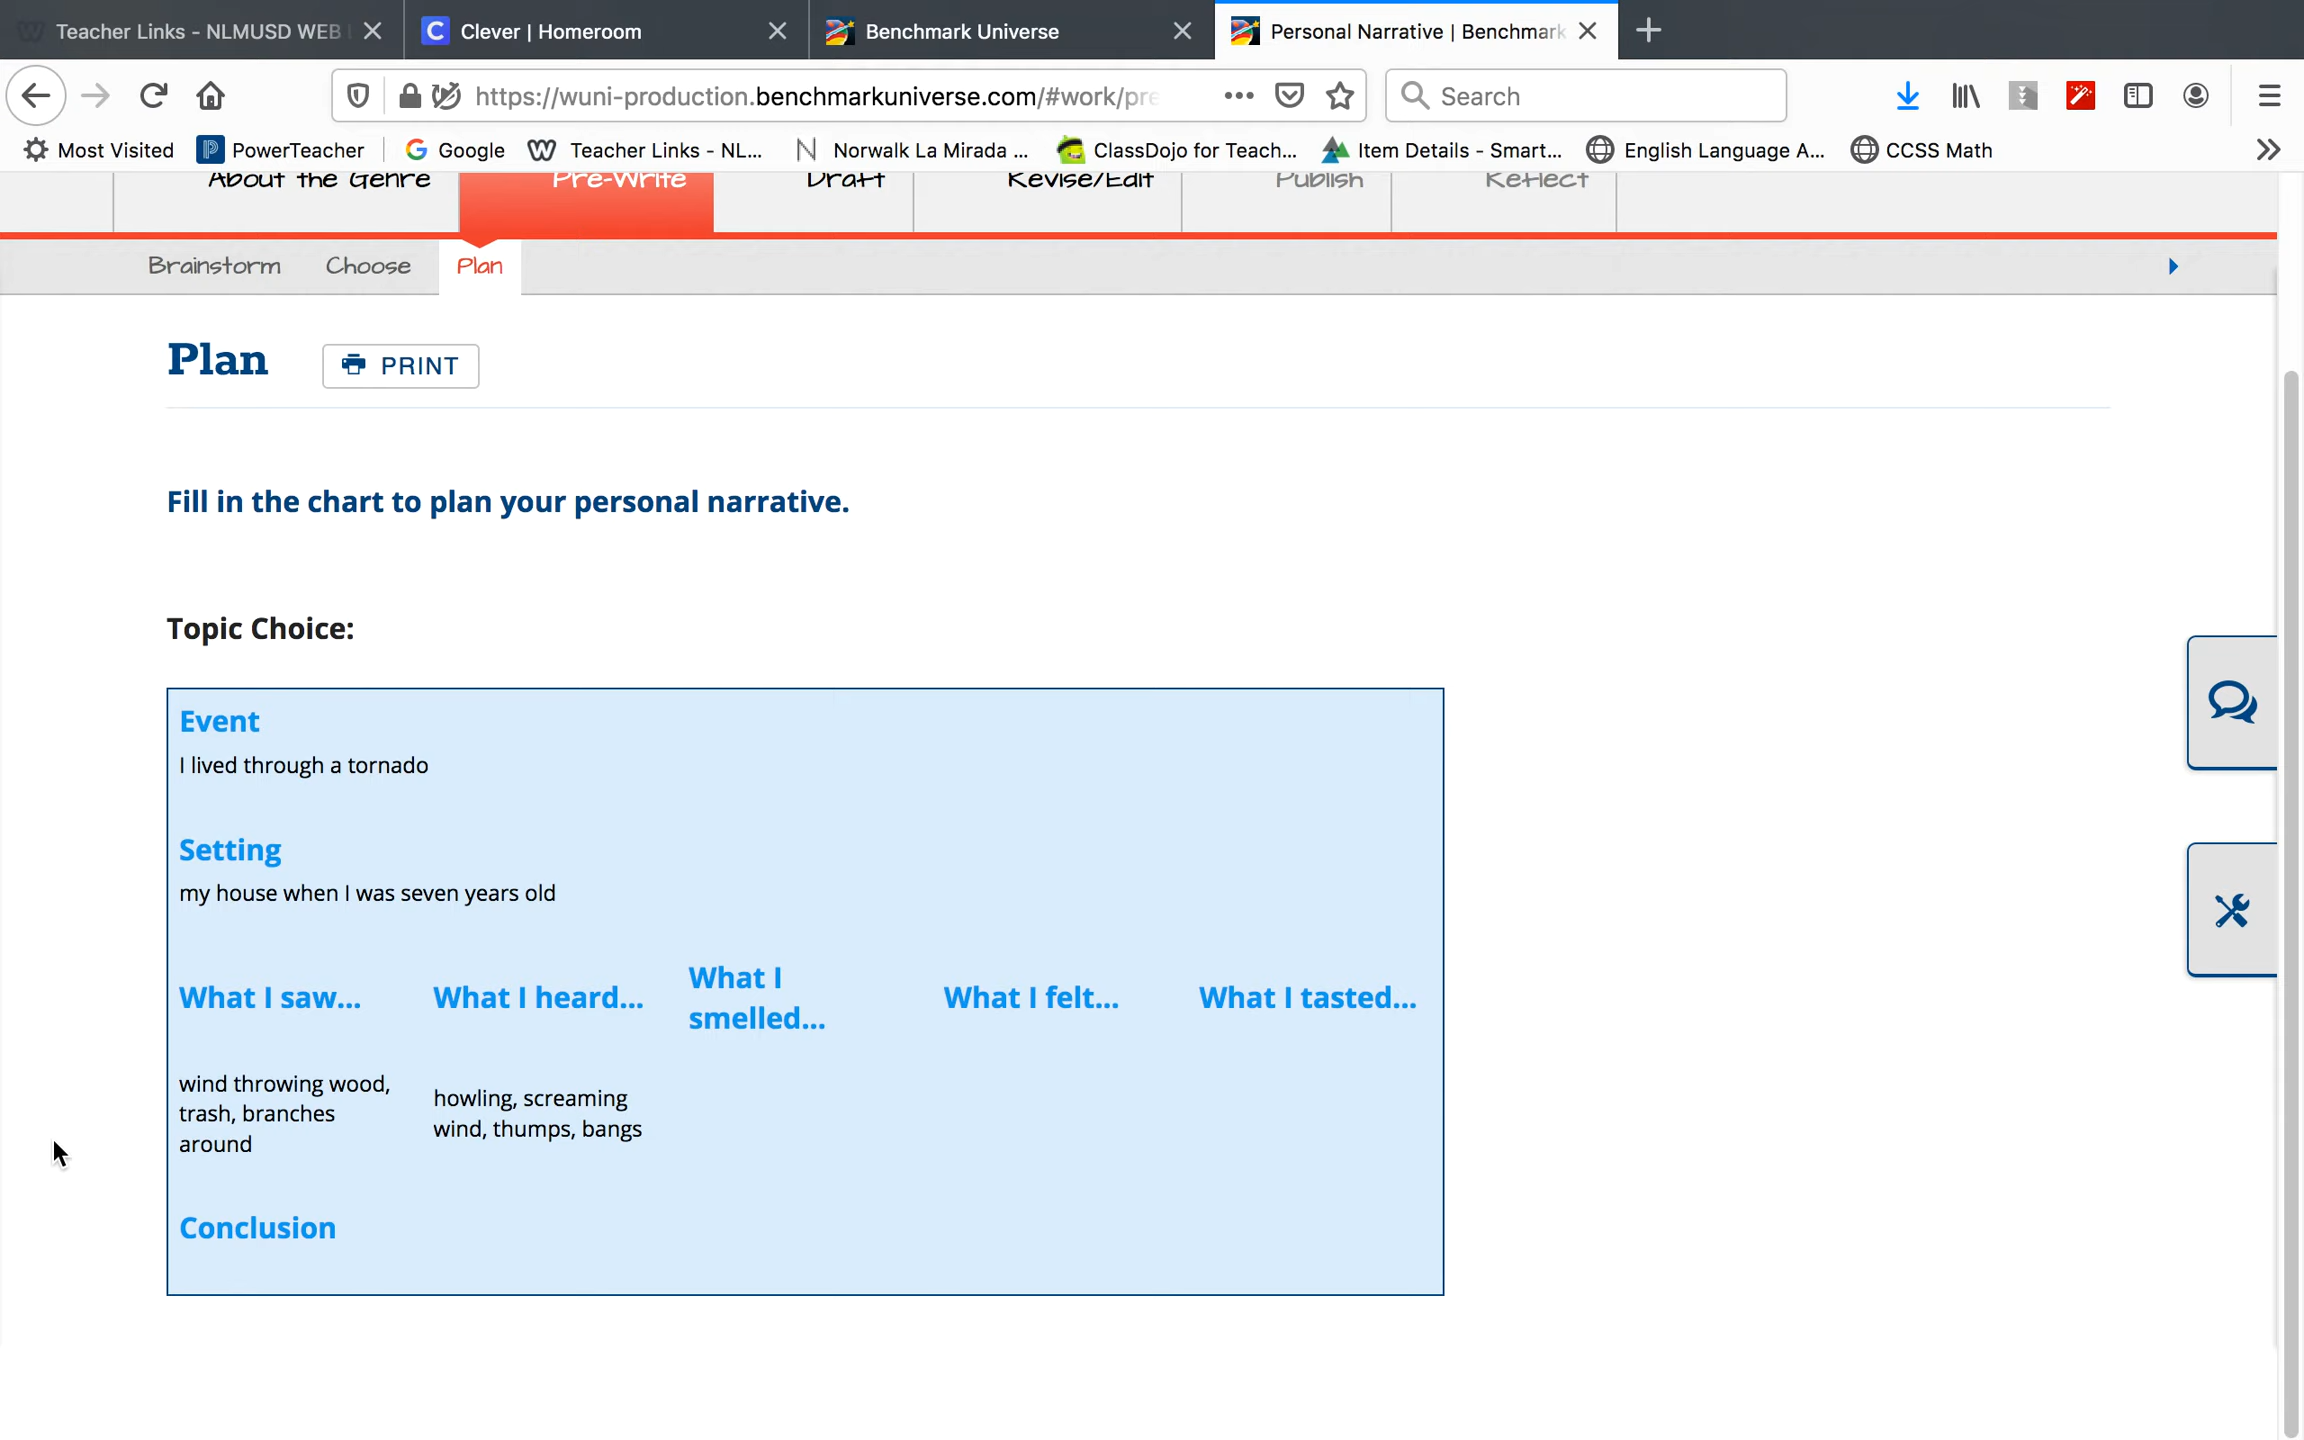 Teacher Links - NLMUSD WEB
Clever | Homeroom
Benchmark Universe
Personal Narrative | Benchmark
https://wuni-production.benchmarkuniverse.com/#work/pre
Search
Most Visited
PowerTeacher
Google
Teacher Links - NL...
Norwalk La Mirada ...
ClassDojo for Teach...
Item Details - Smart...
English Language A...
CCSS Math
About the Genre
Pre-Write
Draft
Revise/Edit
Publish
Reflect
Brainstorm
Choose
Plan
Plan
PRINT
Fill in the chart to plan your personal narrative.
Topic Choice:
Event
I lived through a tornado
Setting
my house when I was seven years old
What I saw...
What I heard...
What I
smelled...
What I felt...
What I tasted...
wind throwing wood,
trash, branches
around
howling, screaming
wind, thumps, bangs
Conclusion